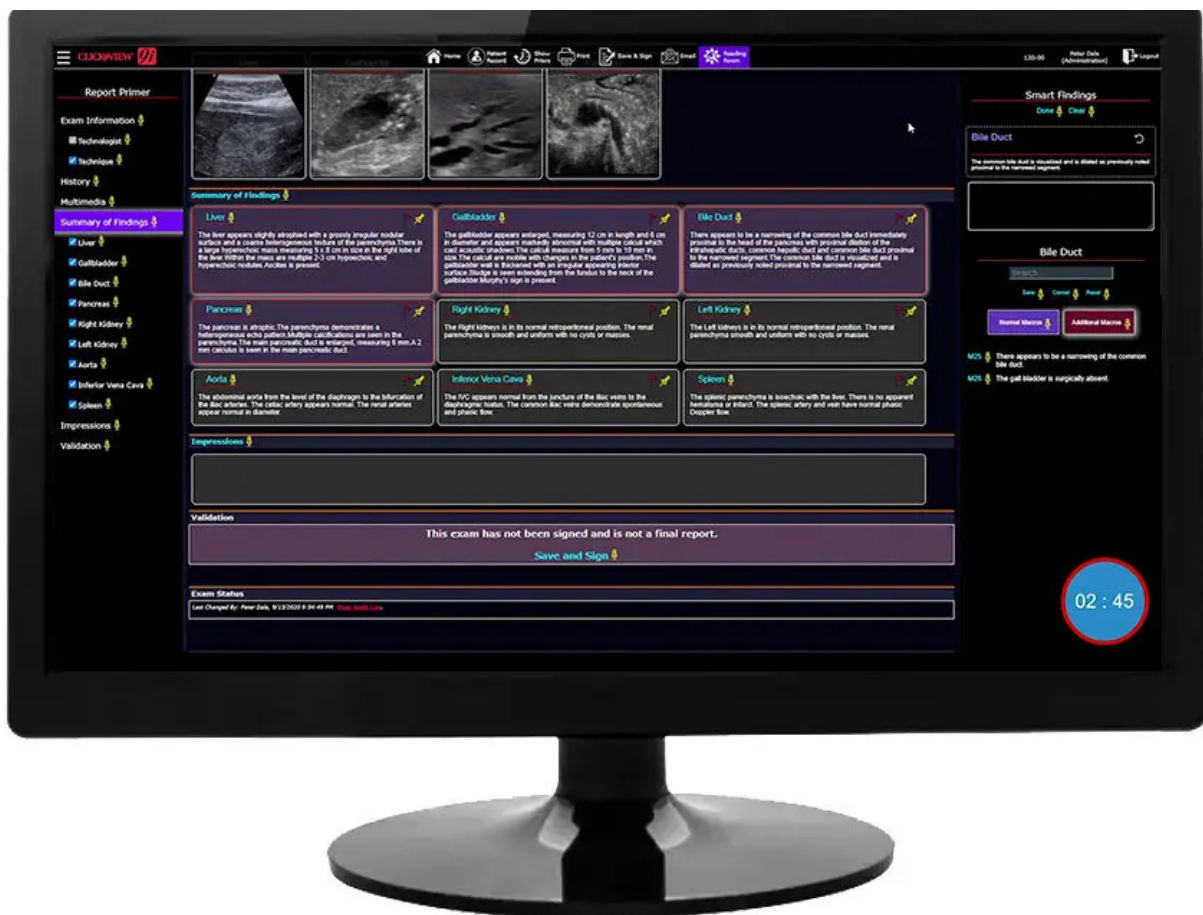 CLICKVIEW
Home
Patient
Record
Show
Priors
Print
Save & Sign
Email
Reading
Room
120:00
Peter Dale
(Administration)
Logout
Report Primer
Exam Information
Technologist
Technique
History
Multimedia
Summary of Findings
Liver
Gallbladder
Bile Duct
Pancreas
Right Kidney
Left Kidney
Aorta
Inferior Vena Cava
Spleen
Impressions
Validation
Liver
Gallbladder
Summary of Findings
Liver
The liver appears slightly atrophied with a grossly irregular nodular
surface and a coarse heterogeneous texture of the parenchyma.There is
a large hyperechoic mass measuring 5 x 8 cm in size in the right lobe of
the liver.Within the mass are multiple 2-3 cm hypoechoic and
hyperechoic nodules.Ascites is present.
Gallbladder
The gallbladder appears enlarged, measuring 12 cm in length and 6 cm
in diameter and appears markedly abnormal with multiple calculi which
cast acoustic shadows.The calculi measure from 5 mm to 10 mm in
size.The calculi are mobile with changes in the patient's position.The
gallbladder wall is thickened with an irregular appearing interior
surface.Sludge is seen extending from the fundus to the neck of the
gallbladder.Murphy's sign is present.
Bile Duct
There appears to be a narrowing of the common bile duct immediately
proximal to the head of the pancreas with proximal dilation of the
intrahepatic ducts, common hepatic duct and common bile duct proximal
to the narrowed segment.The common bile duct is visualized and is
dilated as previously noted proximal to the narrowed segment.
Pancreas
The pancreas is atrophic.The parenchyma demonstrates a
heterogeneous echo pattern.Multiple calcifications are seen in the
parenchyma.The main pancreatic duct is enlarged, measuring 6 mm.A 2
mm calculus is seen in the main pancreatic duct.
Right Kidney
The Right kidneys is in its normal retroperitoneal position. The renal
parenchyma smooth and uniform with no cysts or masses.
Left Kidney
The Left kidneys is in its normal retroperitoneal position. The renal
parenchyma smooth and uniform with no cysts or masses.
Aorta
The abdominal aorta from the level of the diaphragm to the bifurcation of
the iliac arteries. The celiac artery appears normal. The renal arteries
appear normal in diameter.
Inferior Vena Cava
The IVC appears normal from the juncture of the iliac veins to the
diaphragmic hiatus. The common iliac veins demonstrate spontaneous
and phasic flow.
Spleen
The splenic parenchyma is isoechoic with the liver. There is no apparent
hematoma or infarct. The splenic artery and vein have normal phasic
Doppler flow.
Impressions
Validation
This exam has not been signed and is not a final report.
Save and Sign
Exam Status
Last Changed By: Peter Dale, 9/13/2020 9:54:49 PM View Audit Log.
Smart Findings
Done Clear
Bile Duct
The common bile duct is visualized and is dilated as previously noted
proximal to the narrowed segment.
Bile Duct
Search...
Save Cancel Reset
Normal Macros
Additional Macros
M25 There appears to be a narrowing of the common
bile duct.
M26 The gall bladder is surgically absent.
02 : 45